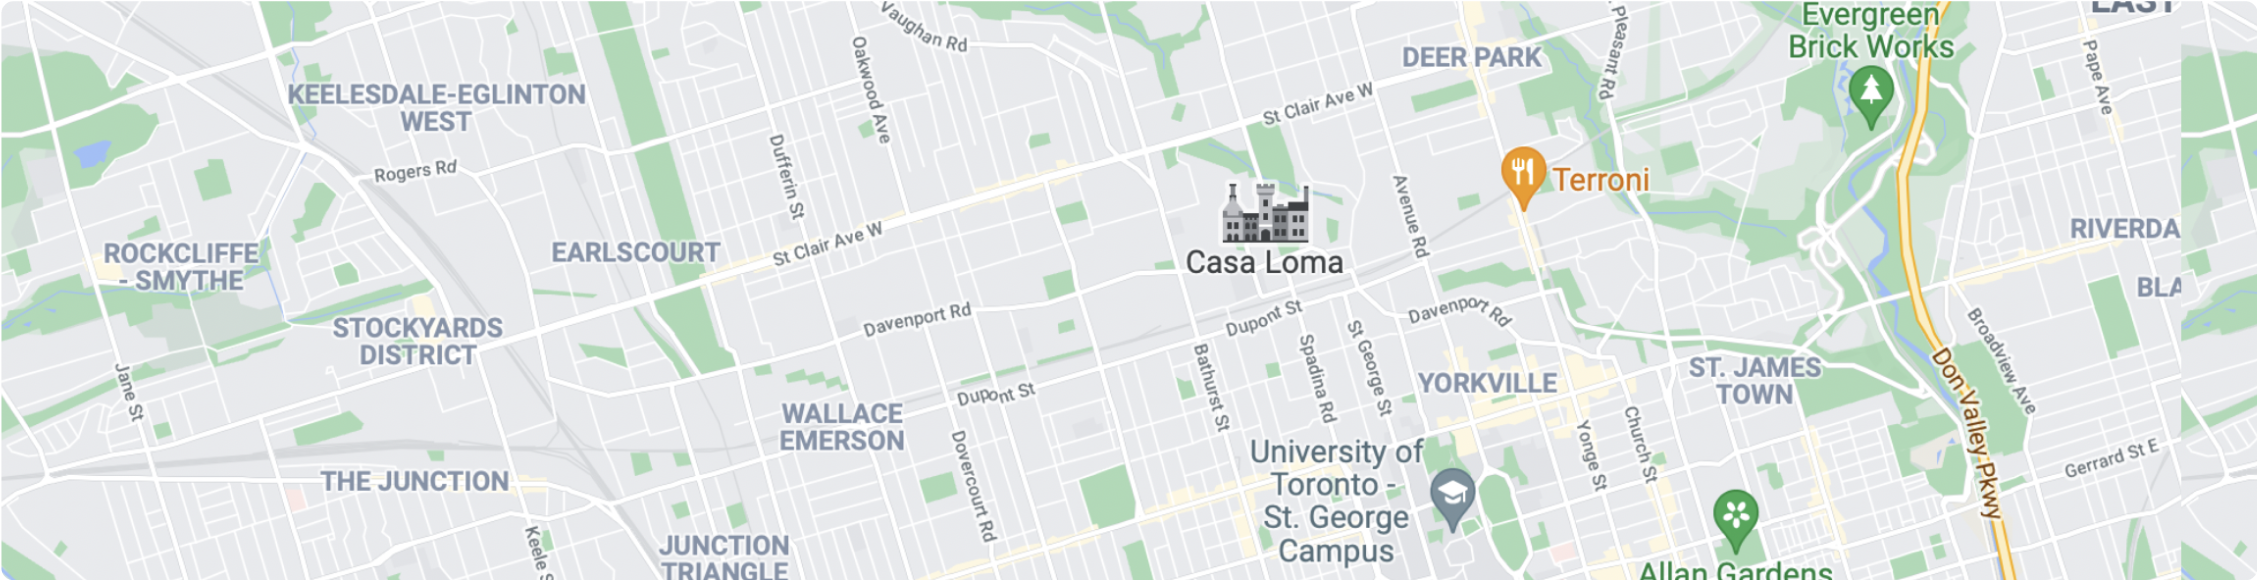 Vaughan Rd
Oakwood Ave
Pleasant Rd
Evergreen
Brick Works
EAST
Pape Ave
DEER PARK
KEELESDALE-EGLINTON
WEST
St Clair Ave W
Rogers Rd
Dufferin St
Terroni
Avenue Rd
ROCKCLIFFE
- SMYTHE
EARLSCOURT
St Clair Ave W
Casa Loma
RIVERDA
BLA
STOCKYARDS
DISTRICT
Davenport Rd
Dupont St
Davenport Rd
Broadview Ave
Jane St
Bathurst St
Spadina Rd
St George St
YORKVILLE
ST. JAMES
TOWN
Don Valley Pkwy
Dupont St
WALLACE
EMERSON
Dovercourt Rd
University of
Toronto -
St. George
Campus
Yonge St
Church St
Gerrard St E
THE JUNCTION
Keele S
JUNCTION
TRIANGLE
Allan Gardens